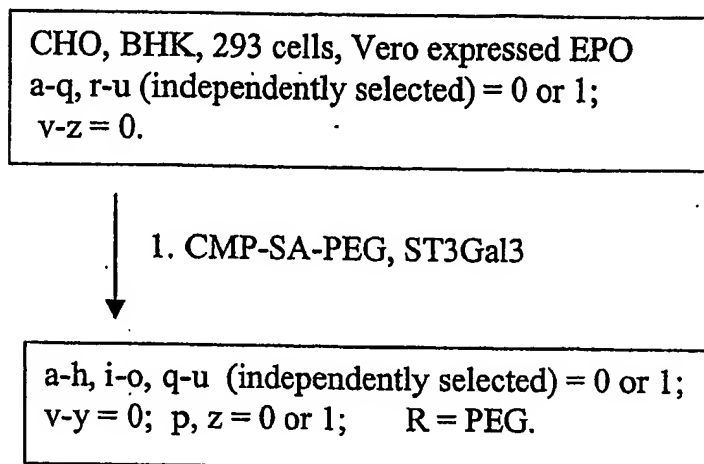 CHO, BHK, 293 cells, Vero expressed EPO
a-q, r-u (independently selected) = 0 or 1;
v-z = 0.
1. CMP-SA-PEG, ST3Gal3
a-h, i-o, q-u (independently selected) = 0 or 1;
v-y = 0; p, z = 0 or 1; R = PEG.